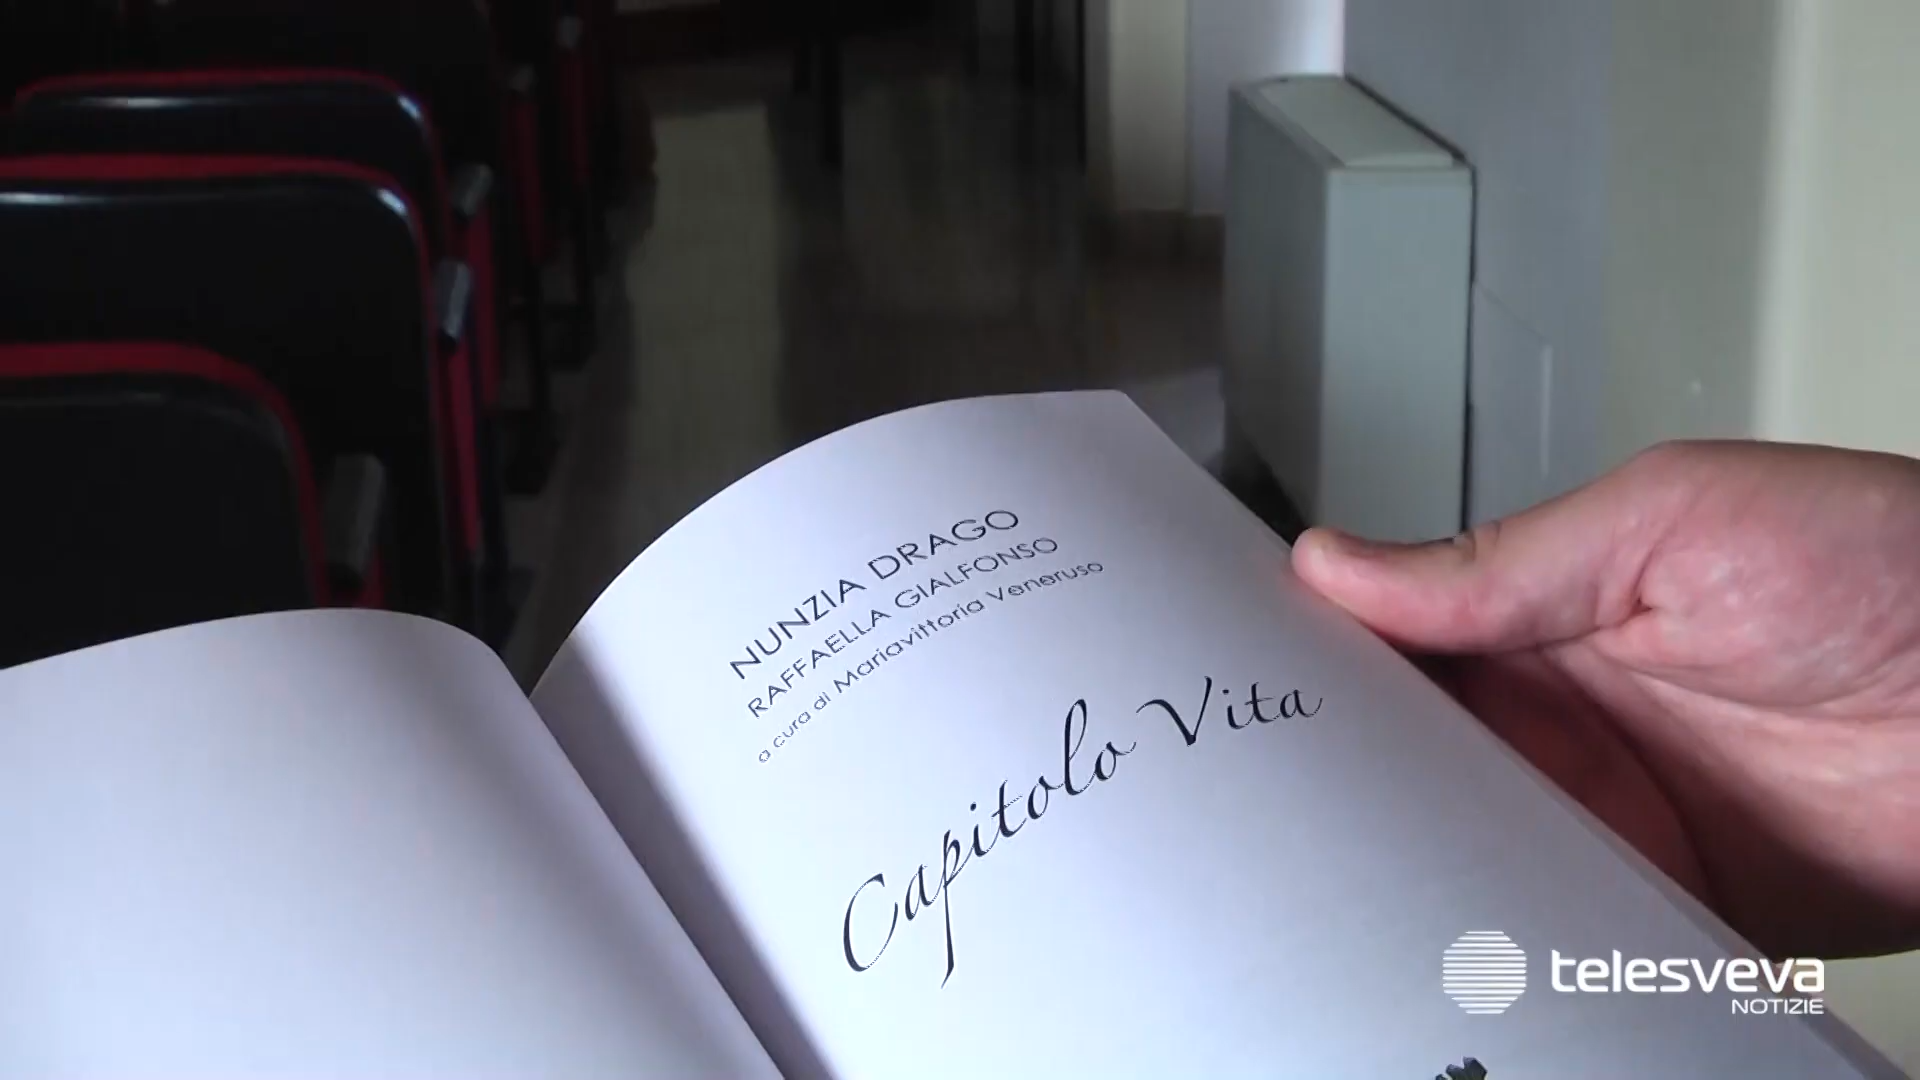 NUNZIA DRAGO
RAFFAELLA GIALFONSO
a cura di Mariavittoria Veneruso
Capitolo Vita
telesveva
NOTIZIE